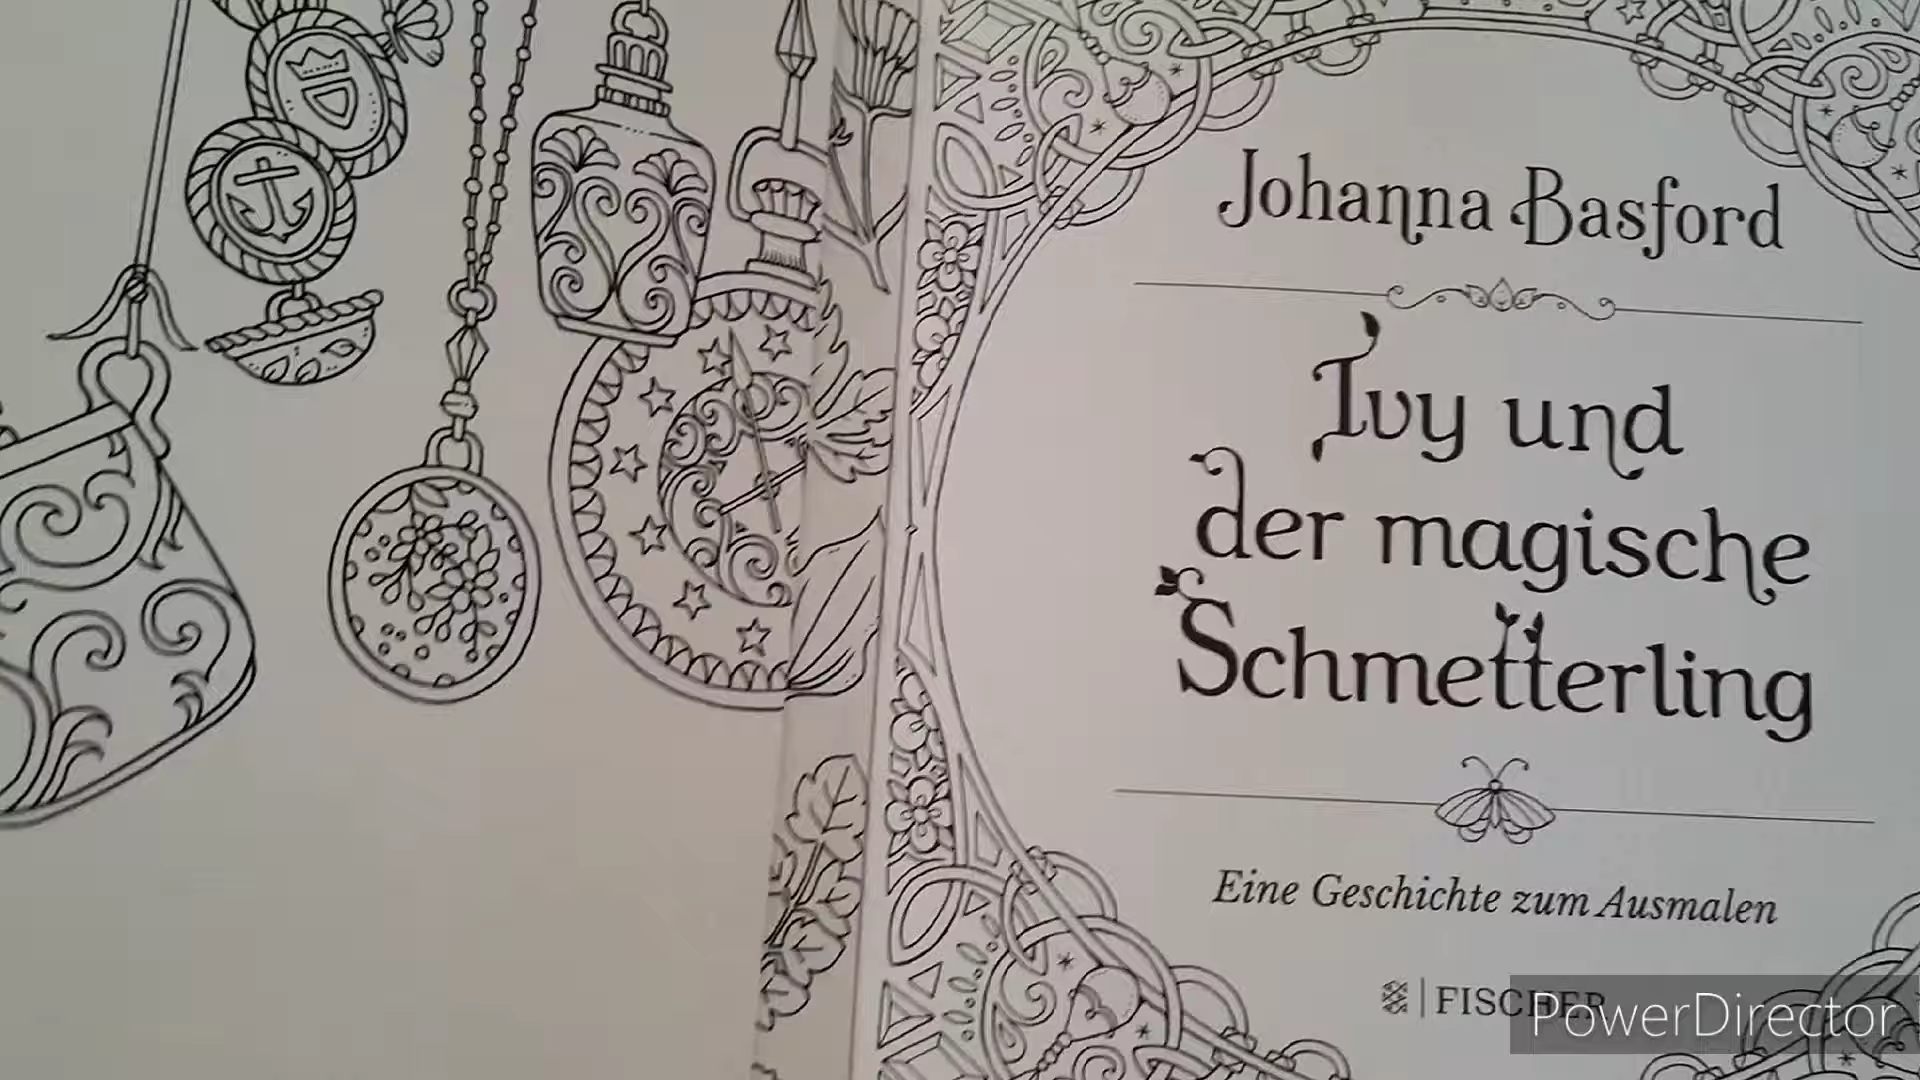 Johanna Basford
Ivy und
der magische
Schmetterling
Eine Geschichte zum Ausmalen
FISCHER
PowerDirector